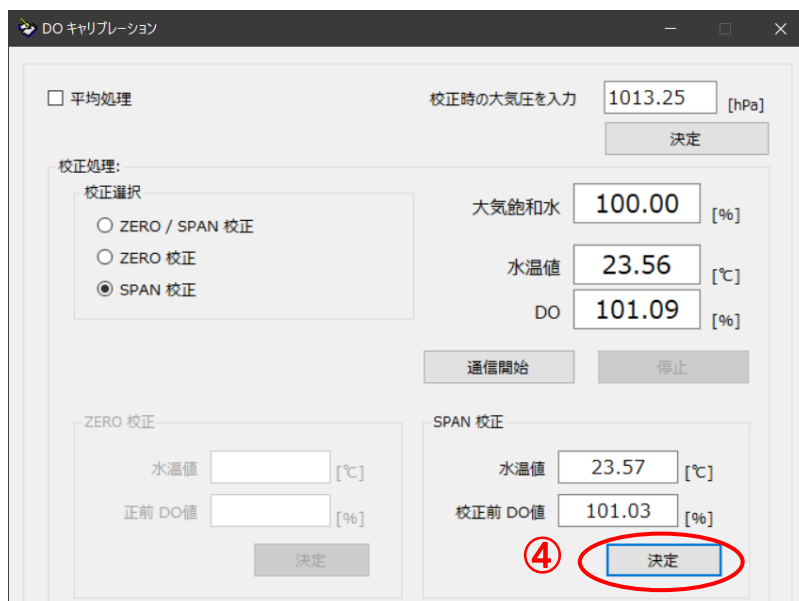 DO キャリブレーション
平均処理
校正時の大気圧を入力 1013.25 [hPa]
決定
校正処理:
校正選択
ZERO / SPAN 校正
ZERO 校正
SPAN 校正
大気飽和水 100.00 [%]
水温値 23.56 [℃]
DO 101.09 [%]
通信開始 停止
ZERO 校正
水温値 [℃]
正前 DO値 [%]
決定
SPAN 校正
水温値 23.57 [℃]
校正前 DO値 101.03 [%]
④ 決定